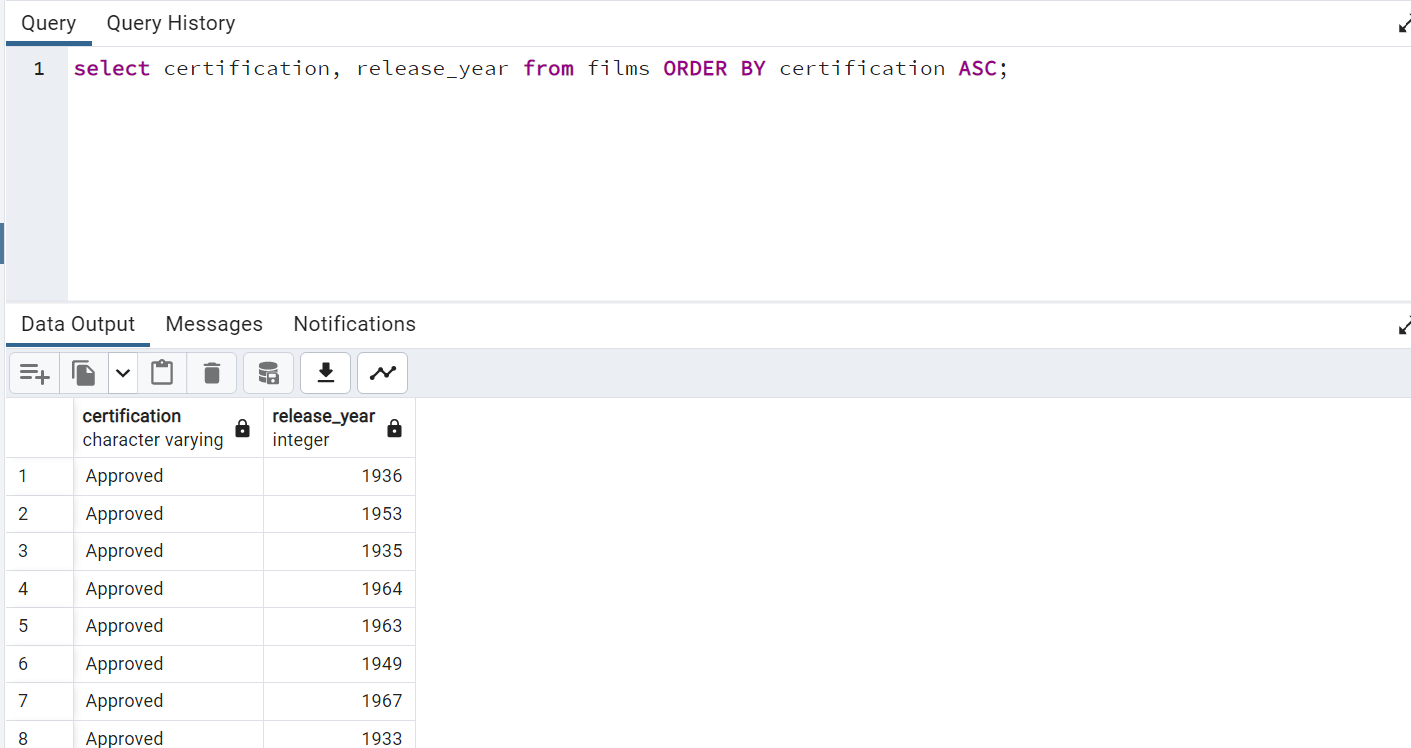 Query Query History
1 select certification, release_year from films ORDER BY certification ASC;
Data Output Messages Notifications
certification release_year
character varying integer
1 Approved 1936
2 Approved 1953
3 Approved 1935
4 Approved 1964
5 Approved 1963
6 Approved 1949
7 Approved 1967
8 Approved 1933